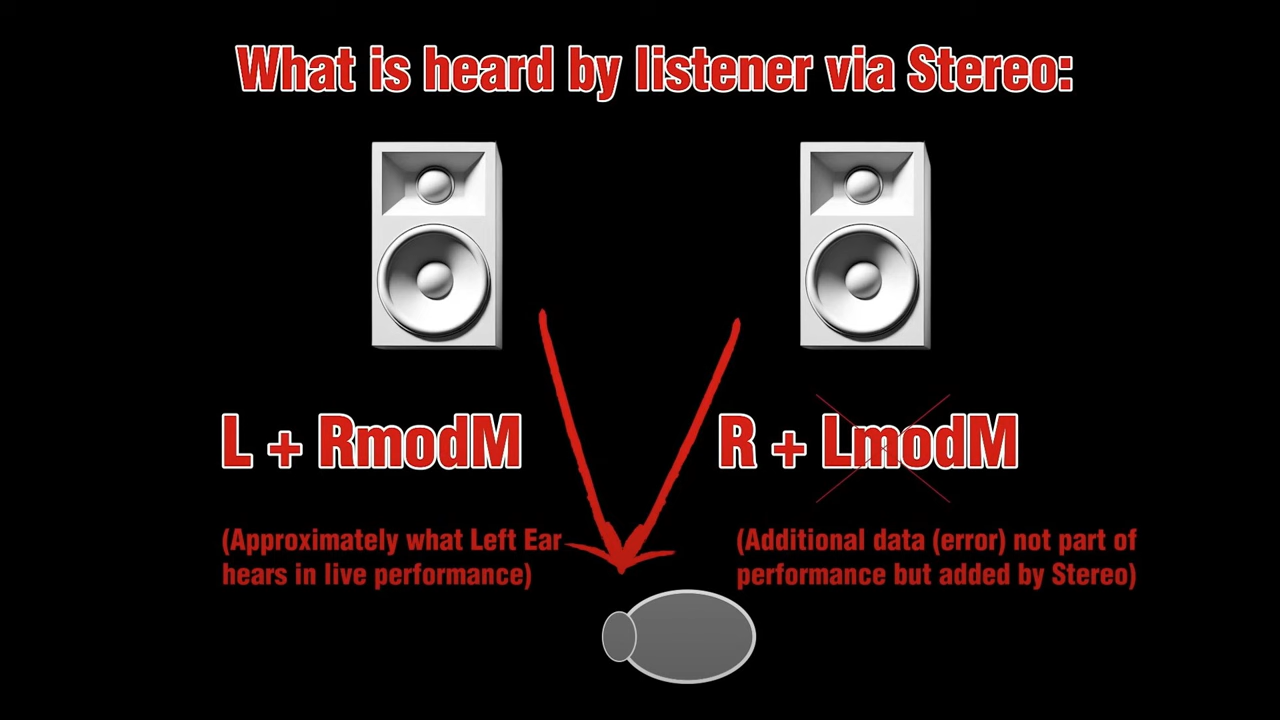 What is heard by listener via Stereo:
L + RmodM
R + LmodM
(Approximately what Left Ear
hears in live performance)
(Additional data (error) not part of
performance but added by Stereo)